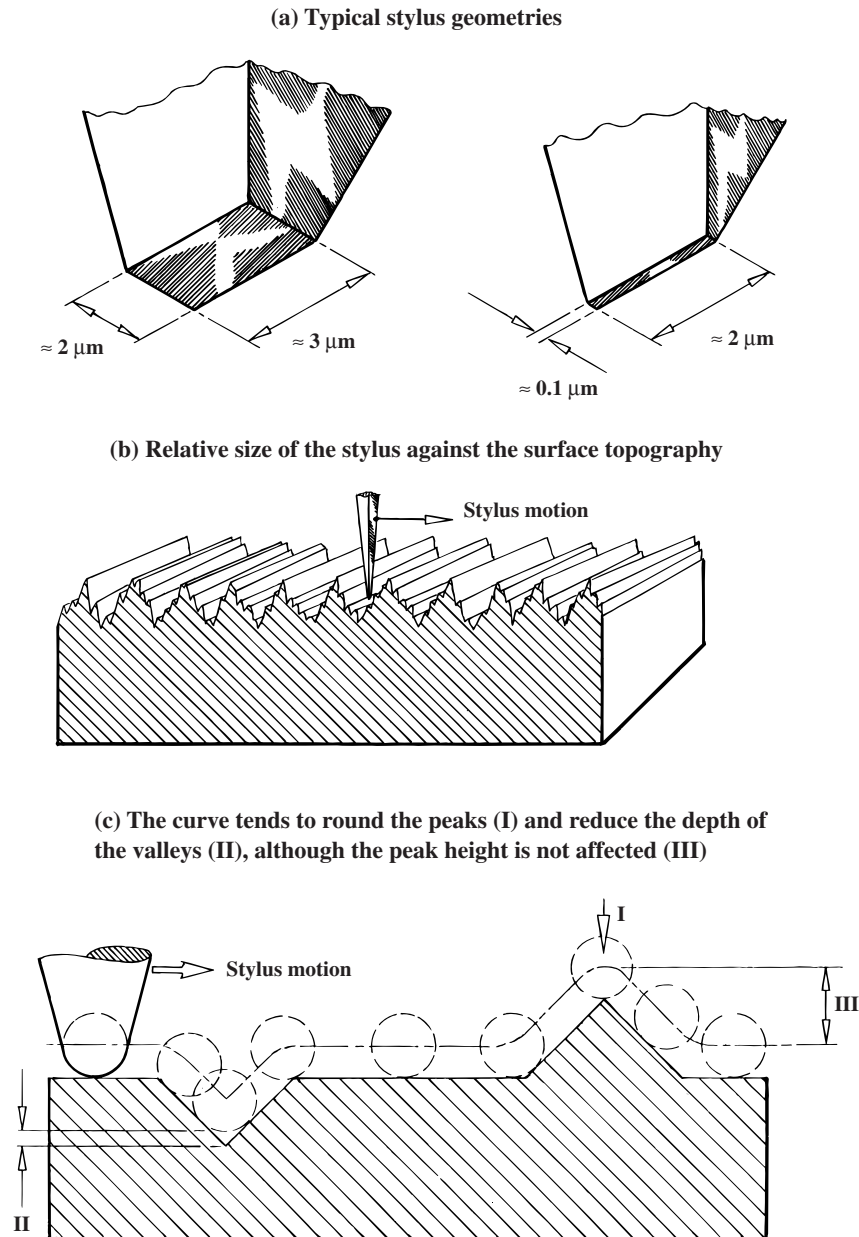 (a) Typical stylus geometries
≈ 2 μm
≈ 3 μm
≈ 0.1 μm
≈ 2 μm
(b) Relative size of the stylus against the surface topography
Stylus motion
(c) The curve tends to round the peaks (I) and reduce the depth of
the valleys (II), although the peak height is not affected (III)
I
Stylus motion
III
II